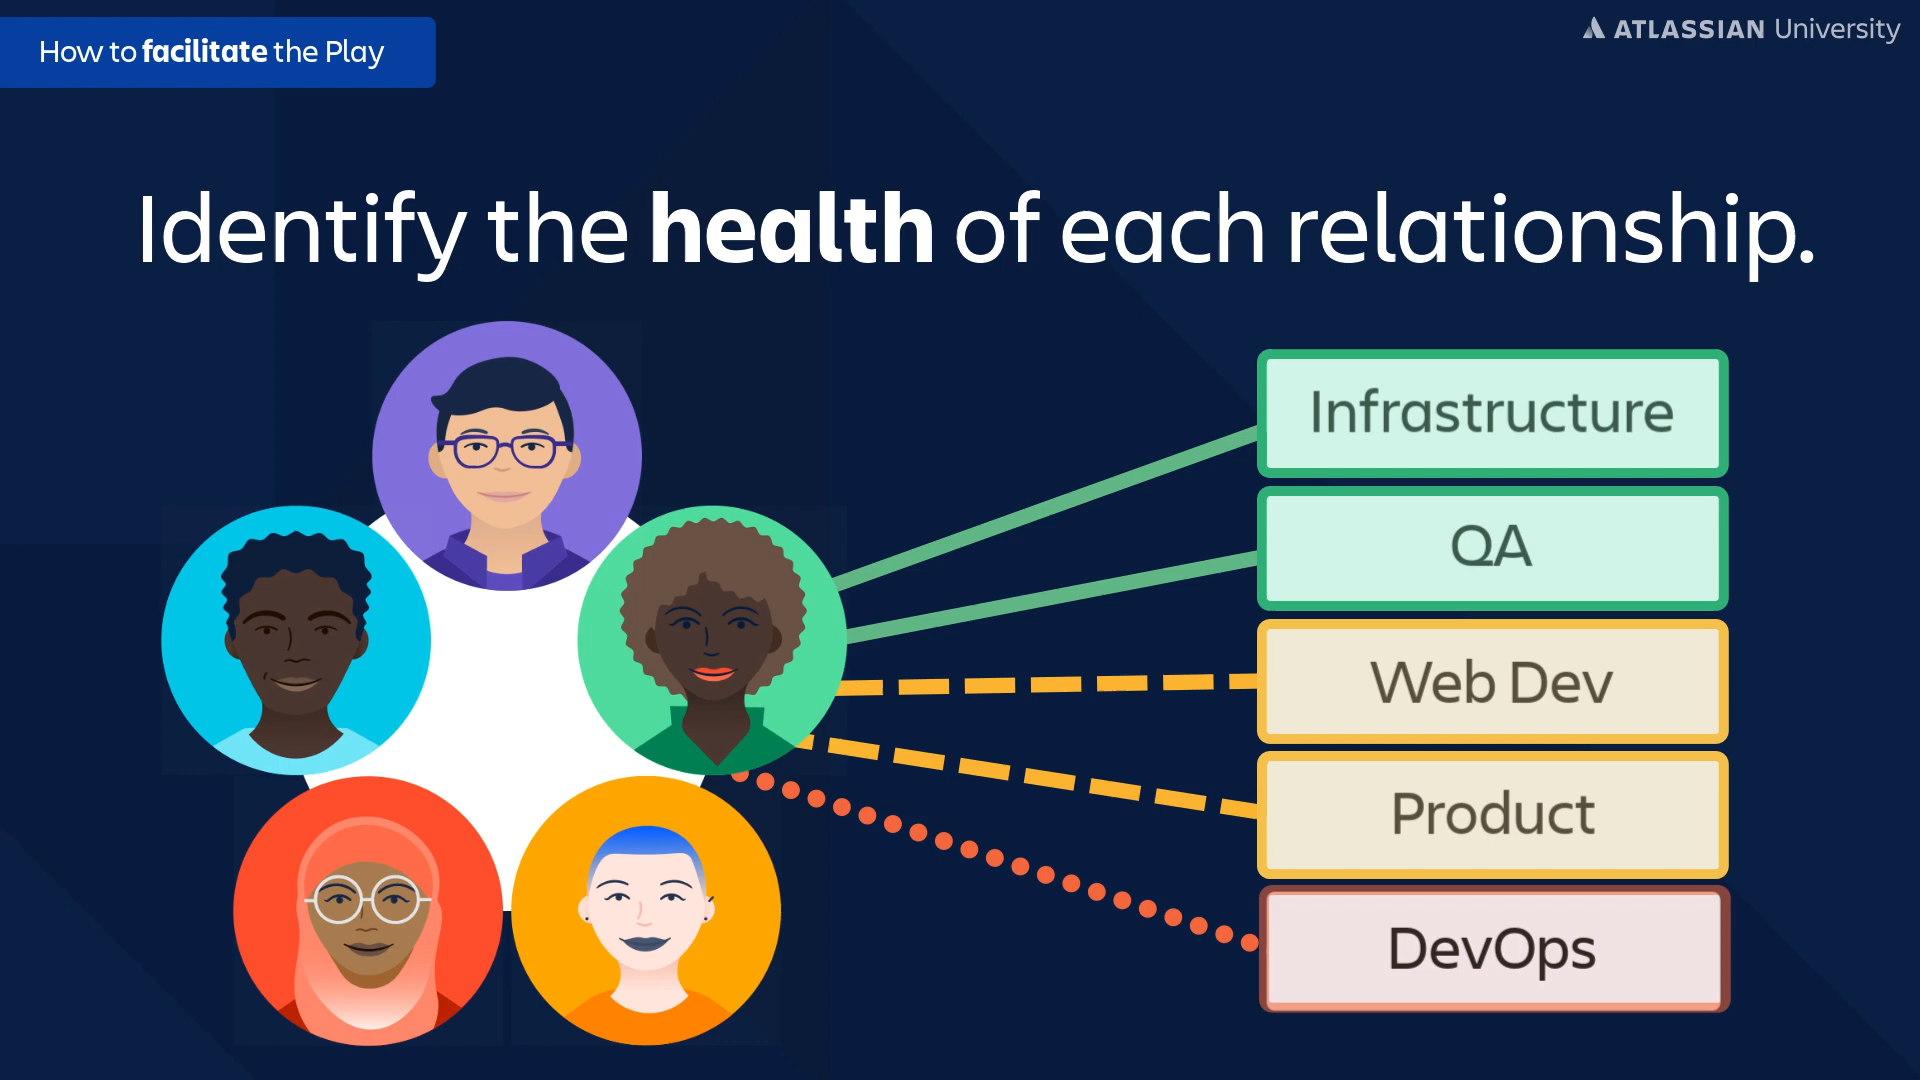 How to facilitate the Play
ATLASSIAN University
Identify the health of each relationship.
Infrastructure
QA
Web Dev
Product
DevOps